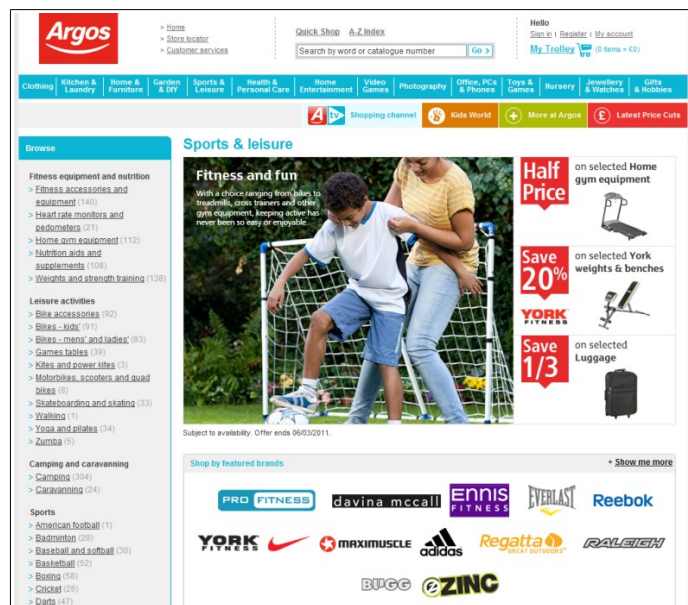 Argos
> Home
> Store locator
> Customer services
Quick Shop A-Z Index
Search by word or catalogue number Go >
Hello
Sign in | Register | My account
My Trolley (0 items = £0)
Clothing
Kitchen & Laundry
Home & Furniture
Garden & DIY
Sports & Leisure
Health & Personal Care
Home Entertainment
Video Games
Photography
Office, PCs & Phones
Toys & Games
Nursery
Jewellery & Watches
Gifts & Hobbies
A tv Shopping channel
Kids World
+ More at Argos
£ Latest Price Cuts
Browse
Fitness equipment and nutrition
> Fitness accessories and
equipment (140)
> Heart rate monitors and
pedometers (21)
> Home gym equipment (112)
> Nutrition aids and
supplements (108)
> Weights and strength training (138)
Leisure activities
> Bike accessories (92)
> Bikes - kids' (91)
> Bikes - mens' and ladies' (83)
> Games tables (39)
> Kites and power kites (3)
> Motorbikes, scooters and quad
bikes (8)
> Skateboarding and skating (33)
> Walking (1)
> Yoga and pilates (34)
> Zumba (6)
Camping and caravanning
> Camping (304)
> Caravanning (24)
Sports
> American football (1)
> Badminton (28)
> Baseball and softball (30)
> Basketball (52)
> Boxing (58)
> Cricket (26)
> Darts (47)
Sports & leisure
Fitness and fun
With a choice ranging from bikes to
treadmills, cross trainers and other
gym equipment, keeping active has
never been so easy or enjoyable.
Half
Price
on selected Home
gym equipment
Save
20%
on selected York
weights & benches
YORK
FITNESS
Save
1/3
on selected
Luggage
Subject to availability. Offer ends 06/03/2011.
Shop by featured brands
+ Show me more
PRO FITNESS
davina mccall
ENNIS
FITNESS
EVERLAST
Reebok
YORK
FITNESS
MAXIMUSCLE
adidas
Regatta
GREAT OUTDOORS
RALEIGH
BUGG
ZINC